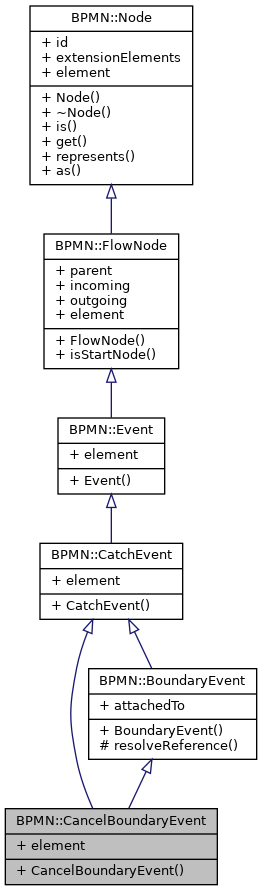 BPMN::Node
+ id
+ extensionElements
+ element
+ Node()
+ ~Node()
+ is()
+ get()
+ represents()
+ as()
BPMN::FlowNode
+ parent
+ incoming
+ outgoing
+ element
+ FlowNode()
+ isStartNode()
BPMN::Event
+ element
+ Event()
BPMN::CatchEvent
+ element
+ CatchEvent()
BPMN::BoundaryEvent
+ attachedTo
+ BoundaryEvent()
# resolveReference()
BPMN::CancelBoundaryEvent
+ element
+ CancelBoundaryEvent()